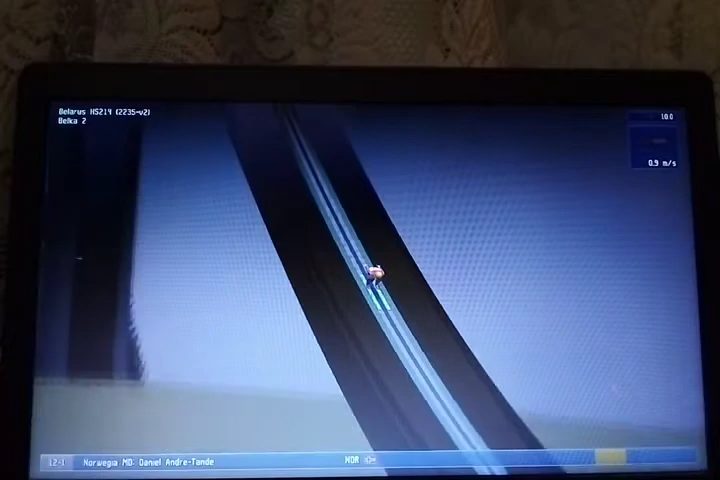 Belarus HS214 (2235-v2)
Belka 2
10.0
0.9 m/s
12-1 Norwegia MD: Daniel Andre-Tande NOR